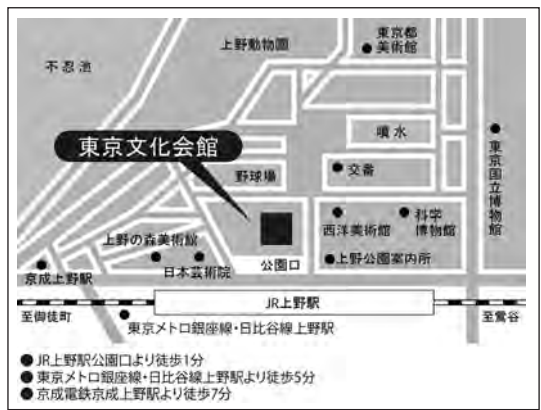 上野動物園
東京都
美術館
不忍池
噴水
東京文化会館
交番
野球場
東京国立博物館
西洋美術館
科学
博物館
上野の森美術館
日本芸術院
公園口
上野公園案内所
京成上野駅
JR上野駅
至御徒町
至鶯谷
東京メトロ銀座線・日比谷線上野駅
●JR上野駅公園口より徒歩1分
●東京メトロ銀座線・日比谷線上野駅より徒歩5分
●京成電鉄京成上野駅より徒歩7分